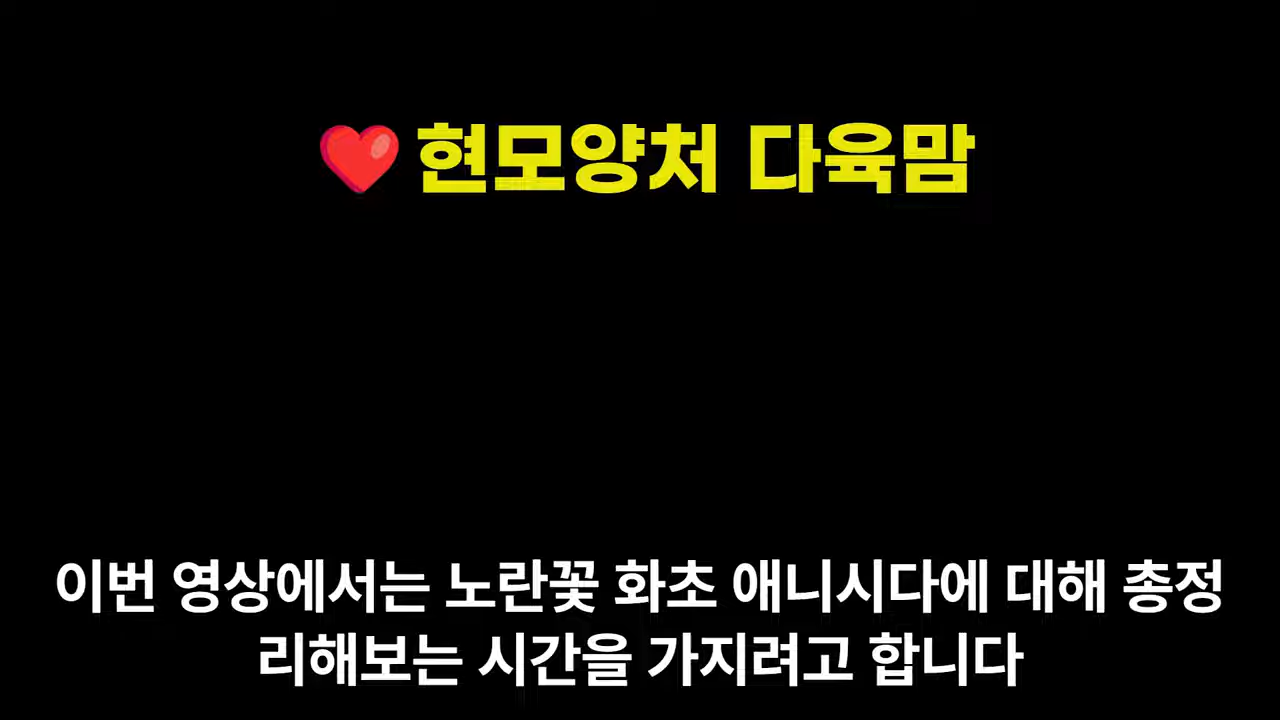 ❤️ 현모양처 다육맘
이번 영상에서는 노란꽃 화초 애니시다에 대해 총정
리해보는 시간을 가지려고 합니다